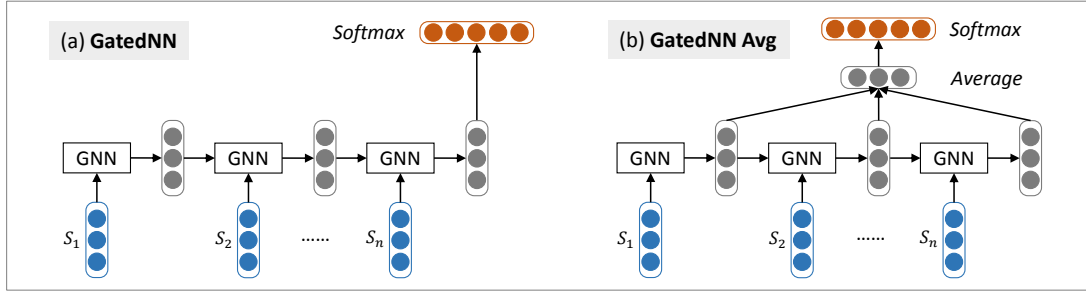 (a) GatedNN
Softmax
GNN
GNN
GNN
S₁
S₂
......
Sₙ
(b) GatedNN Avg
Softmax
Average
GNN
GNN
GNN
S₁
S₂
......
Sₙ